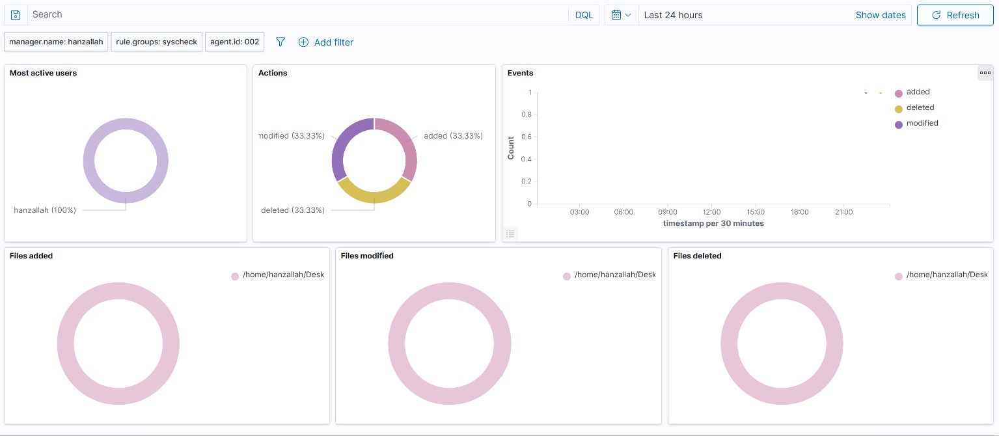 Search
DQL
Last 24 hours
Show dates
Refresh
manager.name: hanzallah
rule.groups: syscheck
agent.id: 002
Add filter
Most active users
hanzallah (100%)
Actions
modified (33.33%)
added (33.33%)
deleted (33.33%)
Events
added
deleted
modified
Count
1
0.8
0.6
0.4
0.2
0
03:00
06:00
09:00
12:00
15:00
18:00
21:00
timestamp per 30 minutes
Files added
/home/hanzallah/Desk
Files modified
/home/hanzallah/Desk
Files deleted
/home/hanzallah/Desk